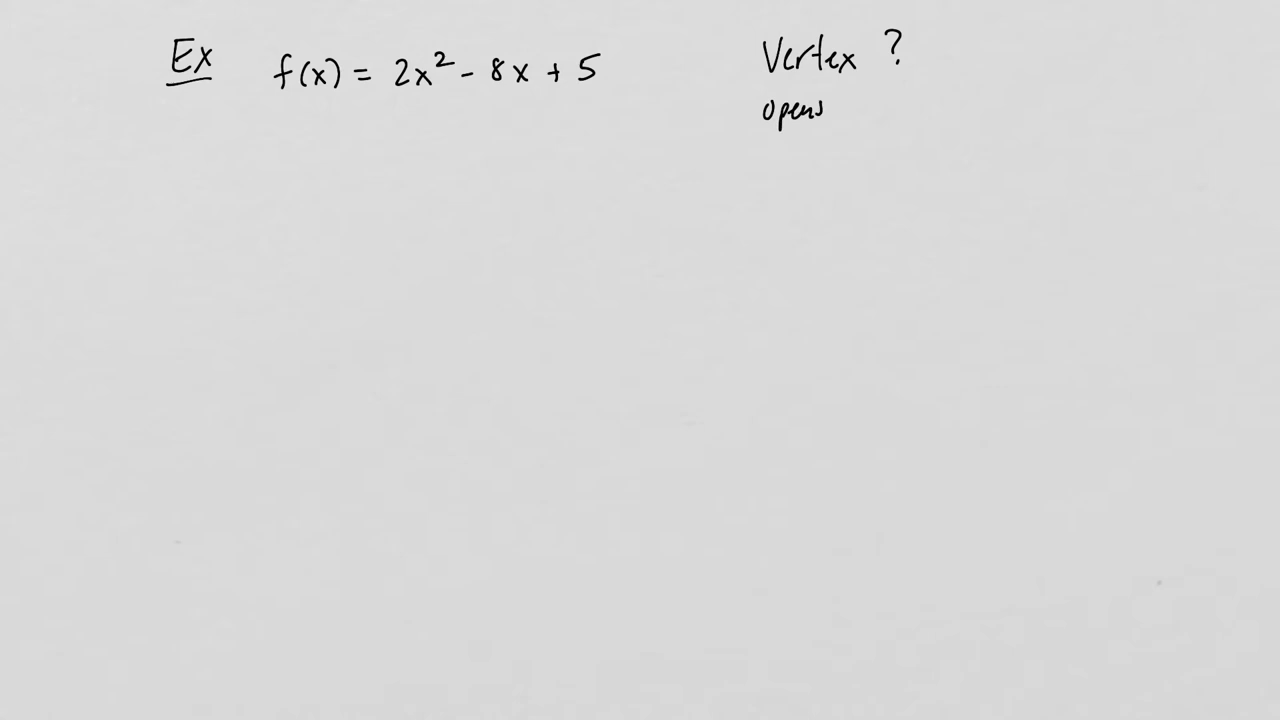 Ex f(x) = 2x² - 8x + 5 Vertex ?
opens